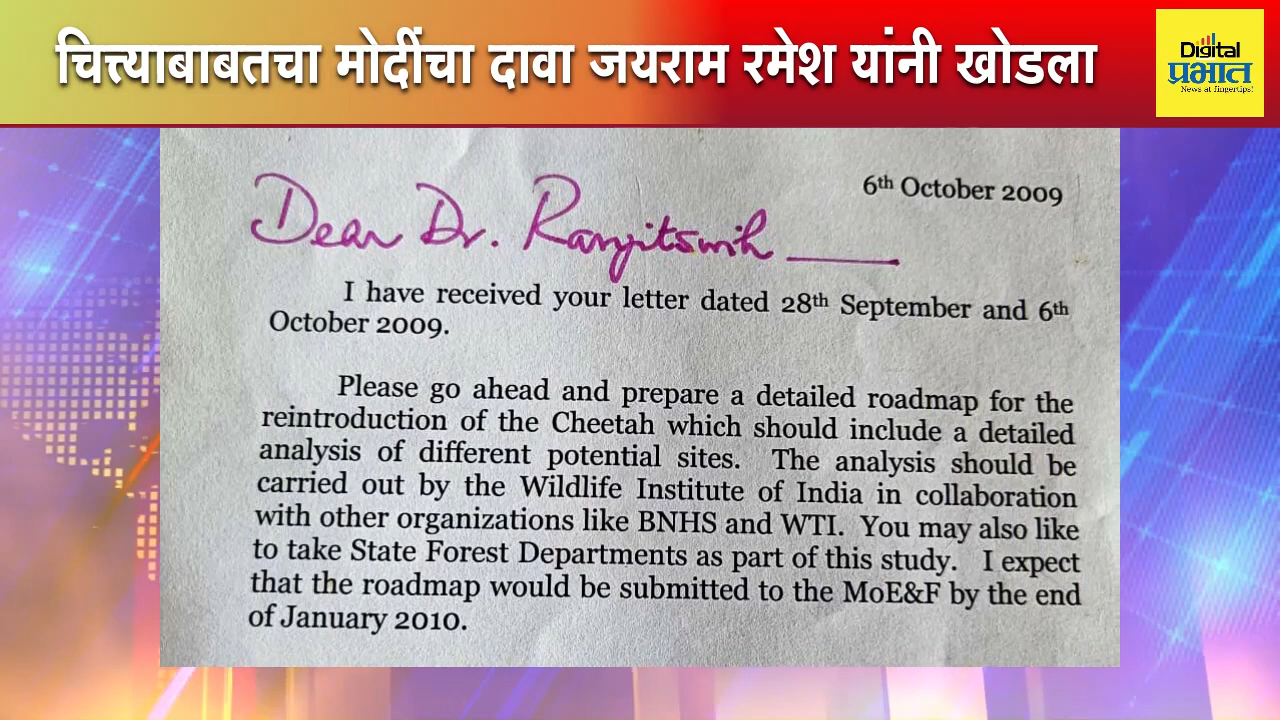 चित्त्याबाबतचा मोदींचा दावा जयराम रमेश यांनी खोडला
Digital
प्रभात
News at fingertips!
6th October 2009
Dear Dr. Ranjitsinh
I have received your letter dated 28th September and 6th
October 2009.
Please go ahead and prepare a detailed roadmap for the
reintroduction of the Cheetah which should include a detailed
analysis of different potential sites. The analysis should be
carried out by the Wildlife Institute of India in collaboration
with other organizations like BNHS and WTI. You may also like
to take State Forest Departments as part of this study. I expect
that the roadmap would be submitted to the MoE&F by the end
of January 2010.